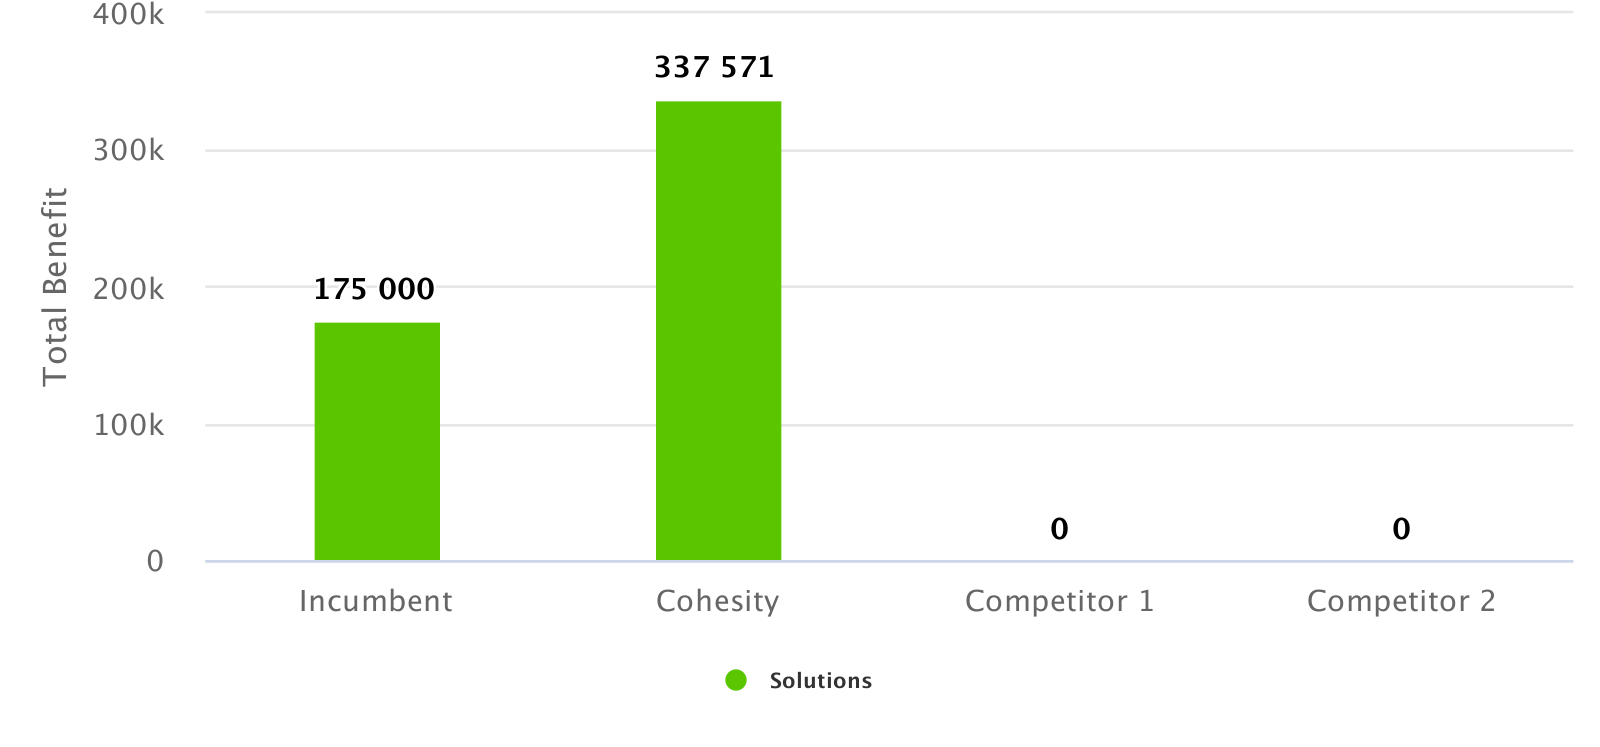 400k
337 571
300k
Total Benefit
200k
175 000
100k
0
0
0
Incumbent
Cohesity
Competitor 1
Competitor 2
Solutions